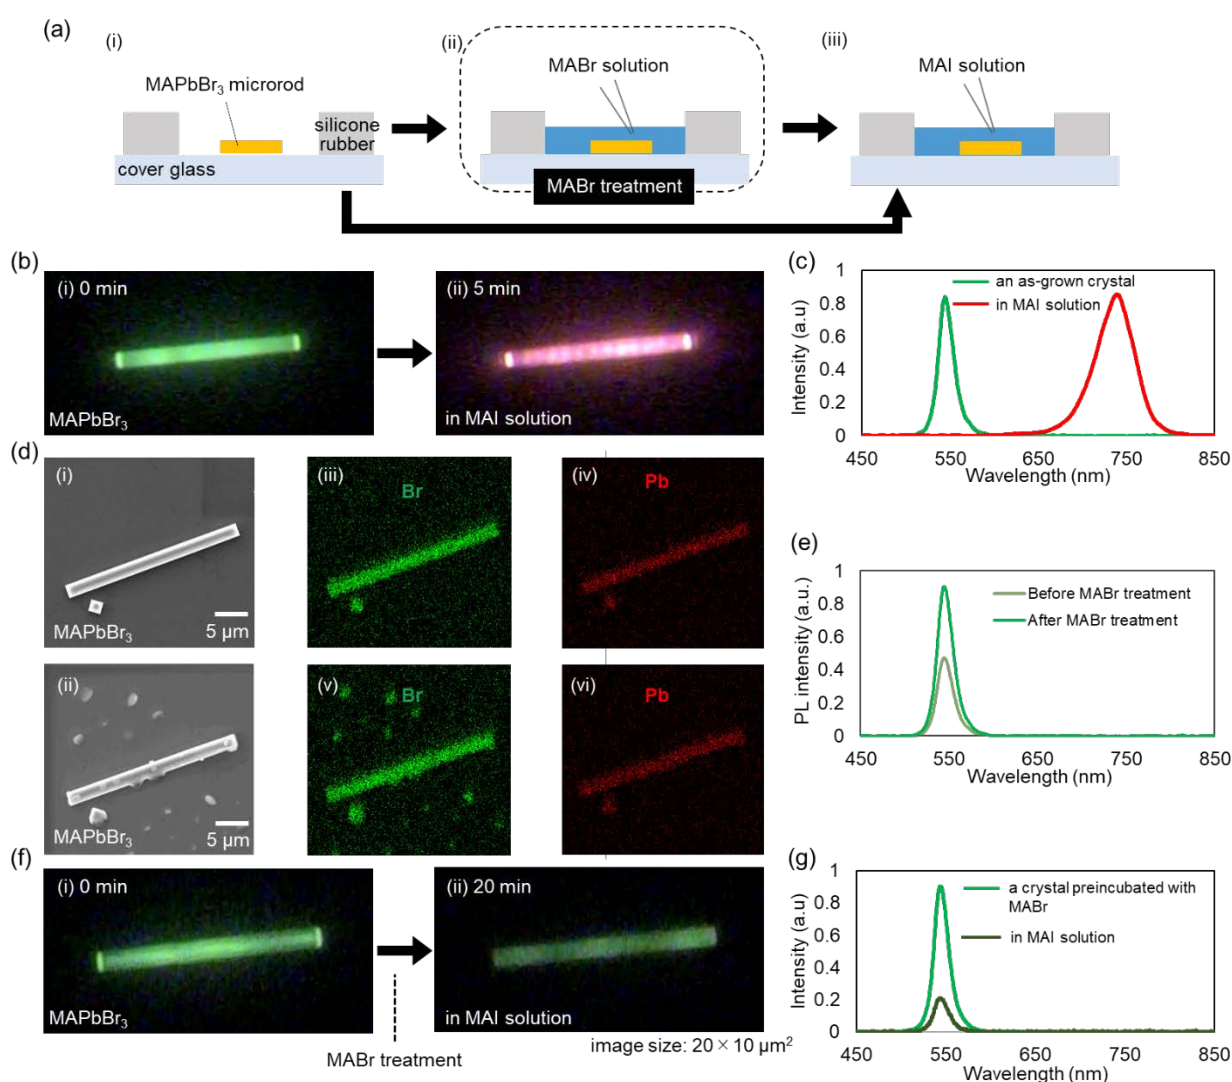 (a)
(i)
MAPbBr₃ microrod
silicone
rubber
cover glass
(ii)
MABr solution
MABr treatment
(iii)
MAI solution
(b)
(i) 0 min
MAPbBr₃
(ii) 5 min
in MAI solution
(c)
Intensity (a.u)
1
0.8
0.6
0.4
0.2
0
an as-grown crystal
in MAI solution
450 550 650 750 850
Wavelength (nm)
(d)
(i)
MAPbBr₃
5 µm
(iii)
Br
(iv)
Pb
(ii)
MAPbBr₃
5 µm
(v)
Br
(vi)
Pb
(e)
PL intensity (a.u.)
1
0.8
0.6
0.4
0.2
0
Before MABr treatment
After MABr treatment
450 550 650 750 850
Wavelength (nm)
(f)
(i) 0 min
MAPbBr₃
MABr treatment
(ii) 20 min
in MAI solution
image size: 20 × 10 µm²
(g)
Intensity (a.u)
1
0.8
0.6
0.4
0.2
0
a crystal preincubated with
MABr
in MAI solution
450 550 650 750 850
Wavelength (nm)